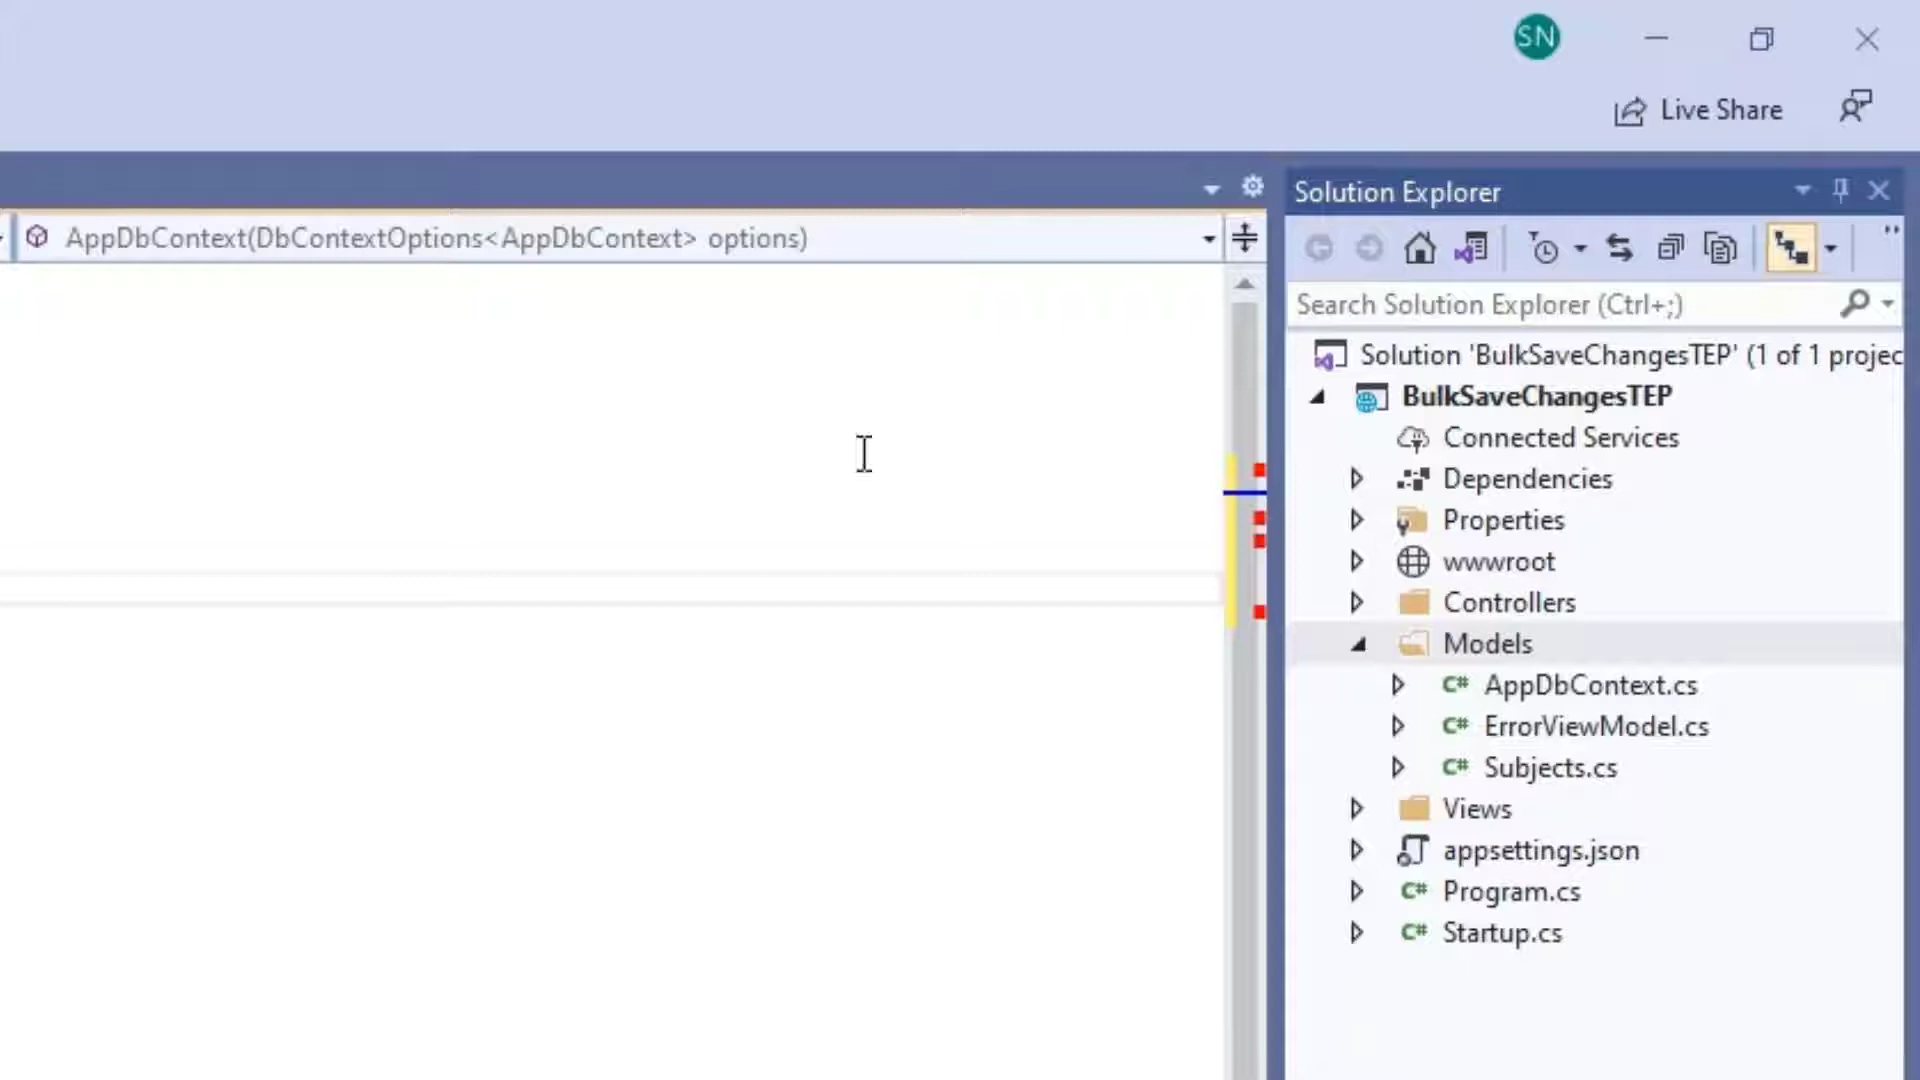 SN
Live Share
Solution Explorer
AppDbContext(DbContextOptions<AppDbContext> options)
Search Solution Explorer (Ctrl+;)
Solution 'BulkSaveChangesTEP' (1 of 1 projec
BulkSaveChangesTEP
Connected Services
Dependencies
Properties
wwwroot
Controllers
Models
C# AppDbContext.cs
C# ErrorViewModel.cs
C# Subjects.cs
Views
appsettings.json
C# Program.cs
C# Startup.cs